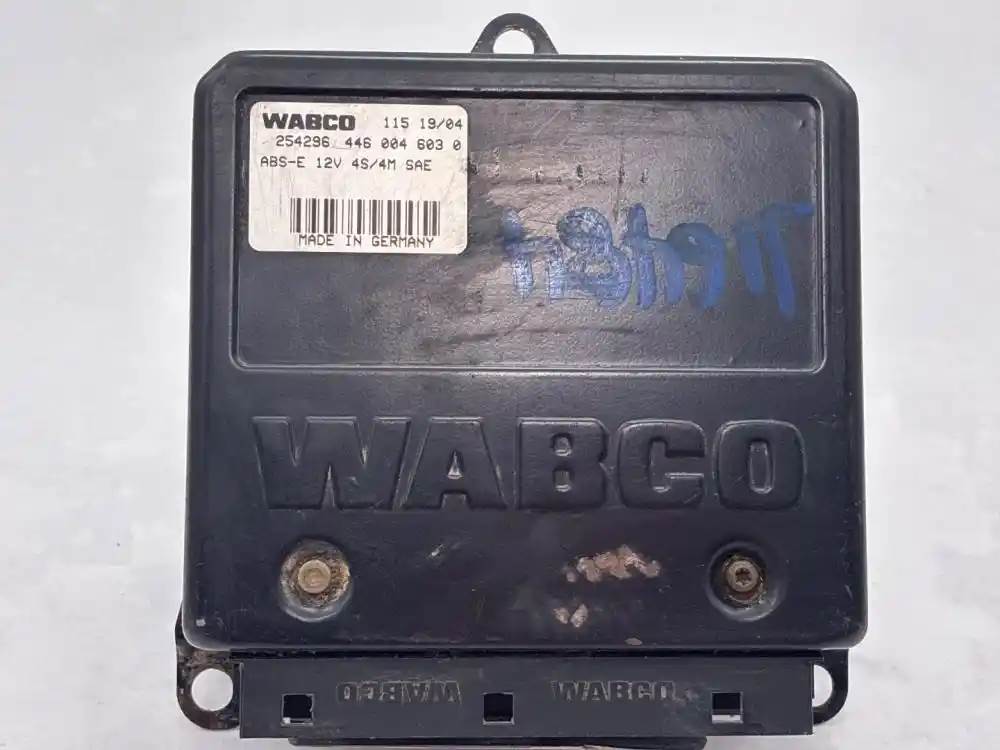 WABCO 115 19/04
254296 446 004 603 0
ABS-E 12V 4S/4M SAE
MADE IN GERMANY
WABCO
WABCO WABCO